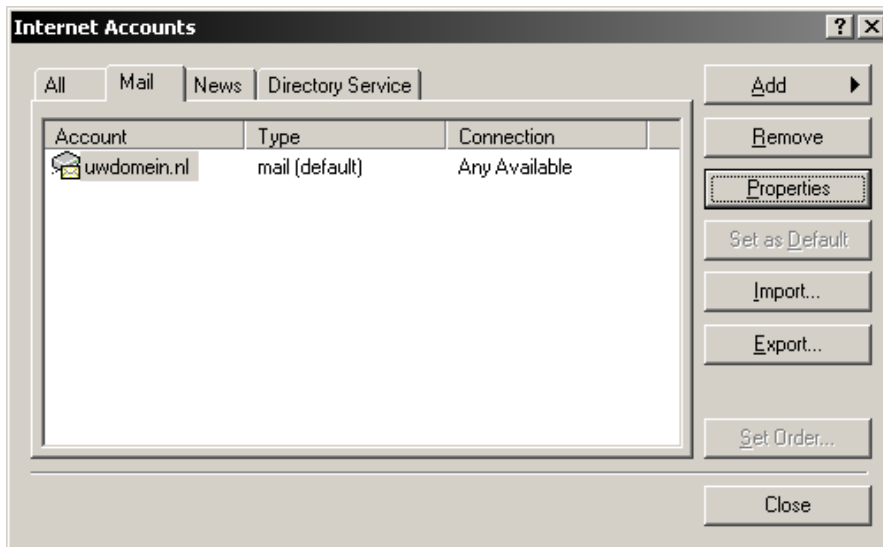 Internet Accounts
All Mail News Directory Service
Add
Account Type Connection
Remove
uwdomein.nl mail (default) Any Available
Properties
Set as Default
Import...
Export...
Set Order...
Close